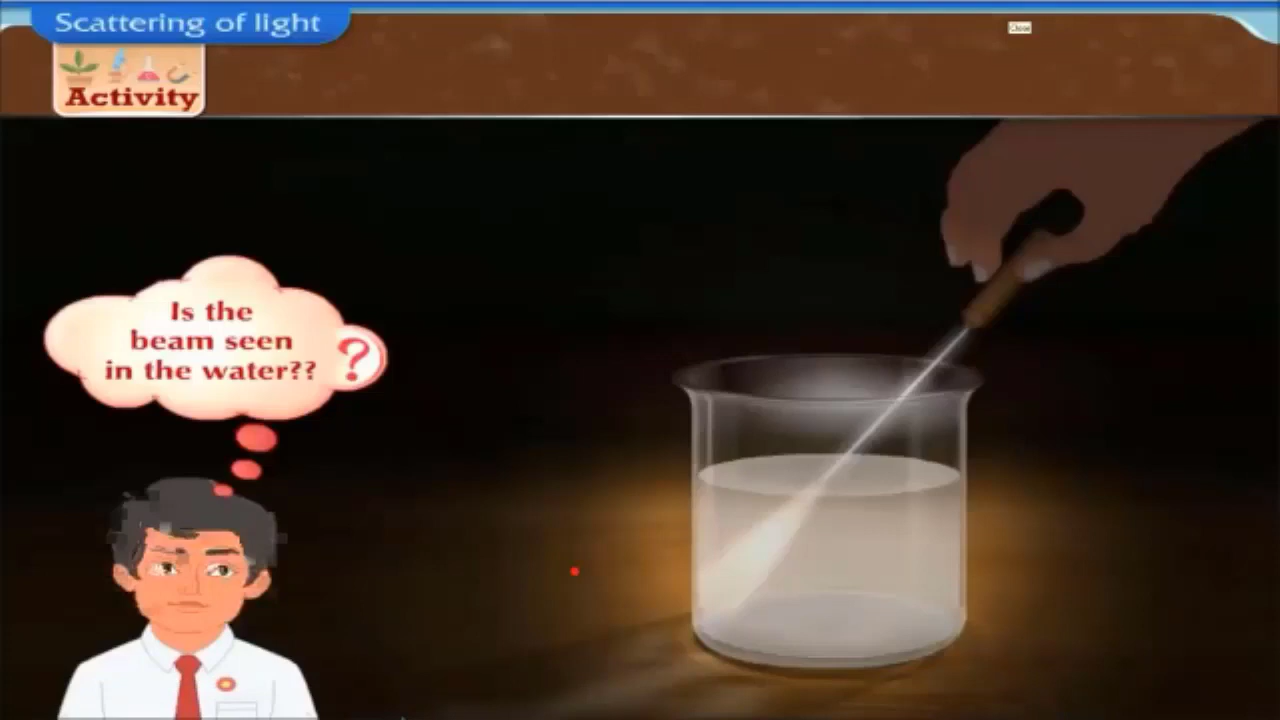 Scattering of light
Activity
Is the
beam seen
in the water??
?